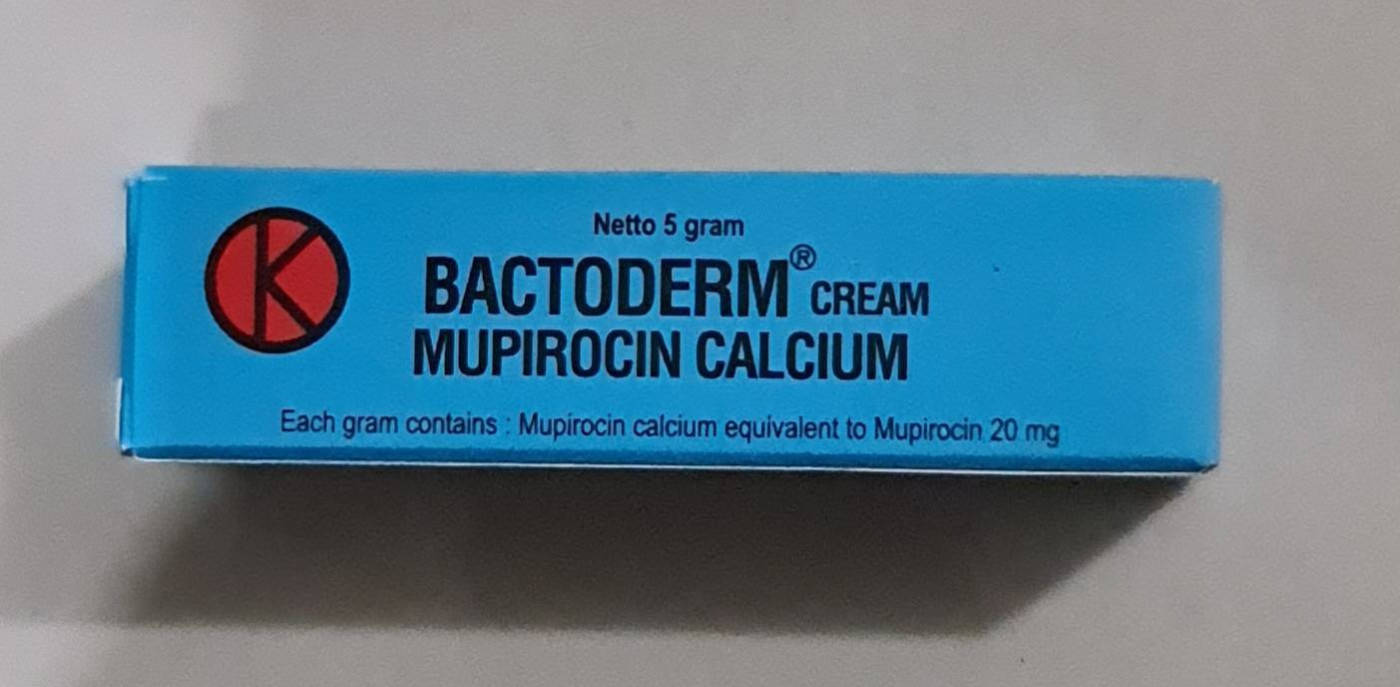 K
Netto 5 gram
BACTODERM® CREAM
MUPIROCIN CALCIUM
Each gram contains : Mupirocin calcium equivalent to Mupirocin 20 mg